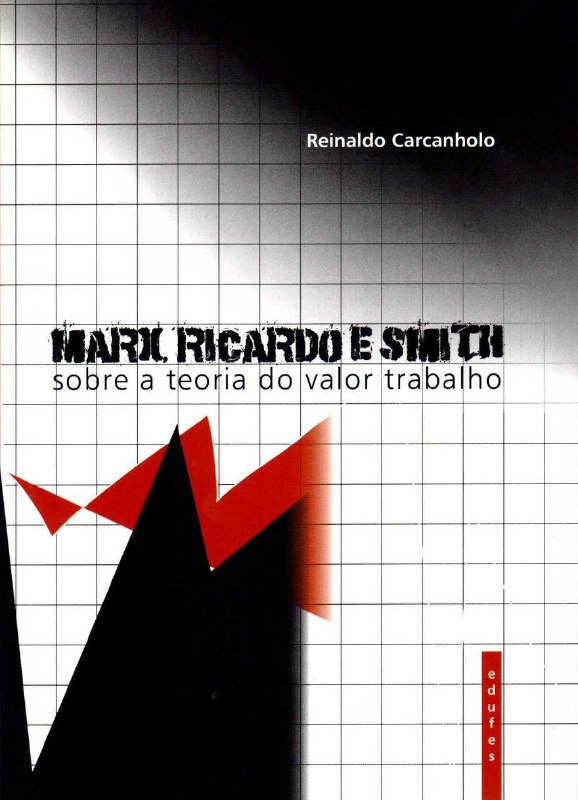 Reinaldo Carcanholo
MARX, RICARDO E SMITH
sobre a teoria do valor trabalho
edufes